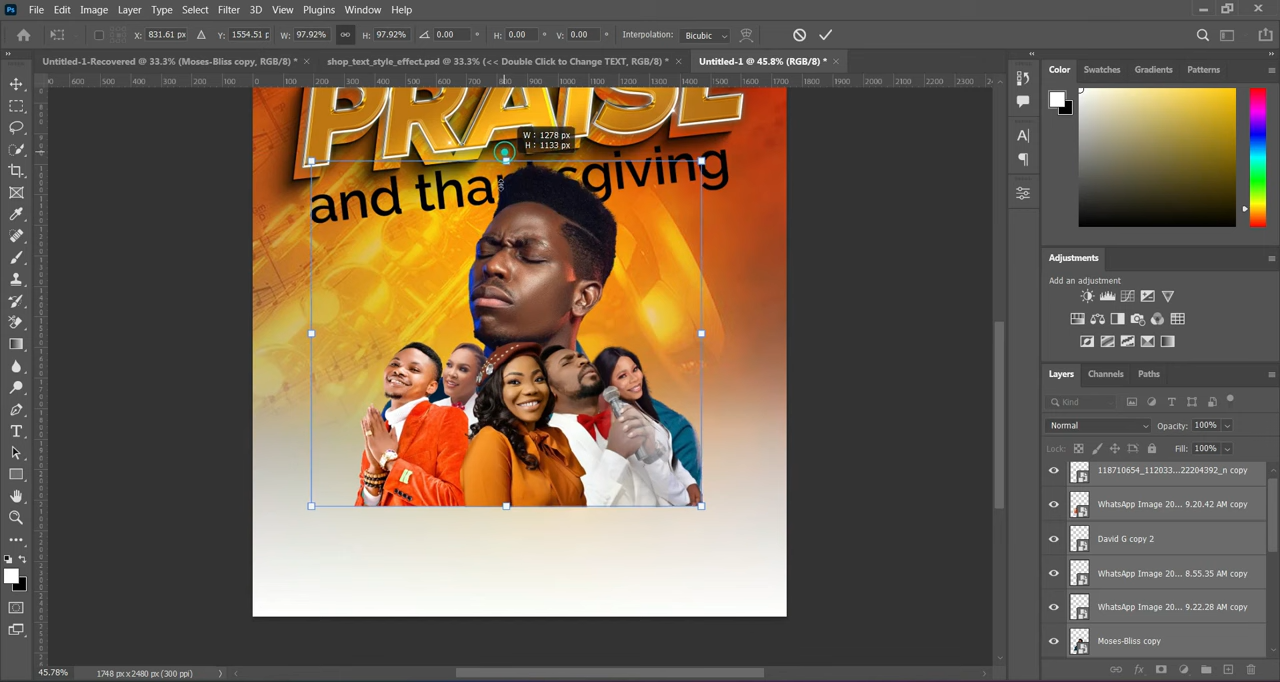 Ps File Edit Image Layer Type Select Filter 3D View Plugins Window Help
X: 831.61 px Y: 1554.51 p W: 97.92% H: 97.92% 0.00 ° H: 0.00 ° V: 0.00 ° Interpolation: Bicubic
Untitled-1-Recovered @ 33.3% (Moses-Bliss copy, RGB/8) * × shop_text_style_effect.psd @ 33.3% (<< Double Click to Change TEXT, RGB/8) * × Untitled-1 @ 45.8% (RGB/8) * ×
PRAISE
W: 1278 px
H: 1133 px
and thanksgiving
Color Swatches Gradients Patterns
Adjustments
Add an adjustment
Layers Channels Paths
Kind
Normal Opacity: 100%
Lock: Fill: 100%
118710654_112033...22204392_n copy
WhatsApp Image 20... 9.20.42 AM copy
David G copy 2
WhatsApp Image 20... 8.55.35 AM copy
WhatsApp Image 20... 9.22.28 AM copy
Moses-Bliss copy
fx
45.78% 1748 px x 2480 px (300 ppi)